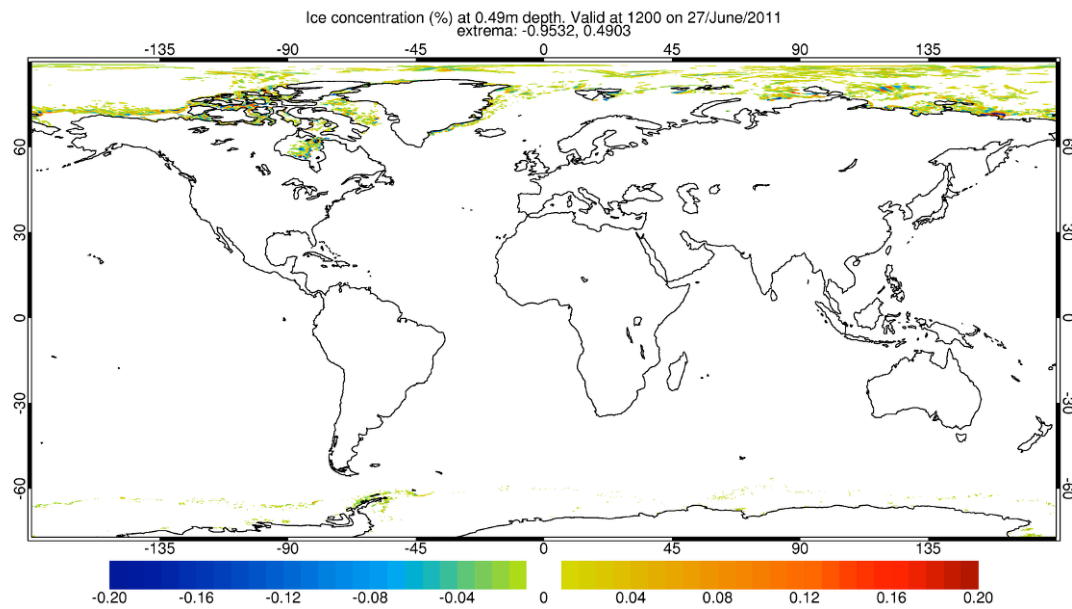 Ice concentration (%) at 0.49m depth. Valid at 1200 on 27/June/2011
extrema: -0.9532, 0.4903
-135 -90 -45 0 45 90 135
60 60
30 30
0 0
-30 -30
-60 -60
-135 -90 -45 0 45 90 135
-0.20 -0.16 -0.12 -0.08 -0.04 0 0.04 0.08 0.12 0.16 0.20